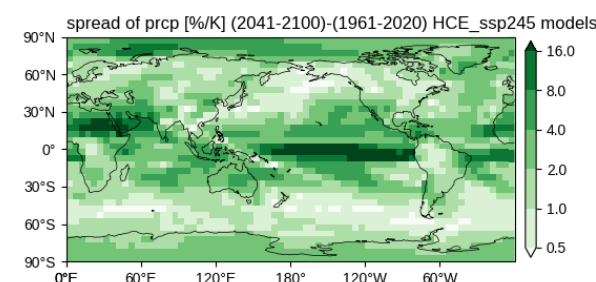 spread of prcp [%/K] (2041-2100)-(1961-2020) HCE_ssp245 models
90°N
60°N
30°N
0°
30°S
60°S
90°S
0°E 60°E 120°E 180° 120°W 60°W
16.0
8.0
4.0
2.0
1.0
0.5